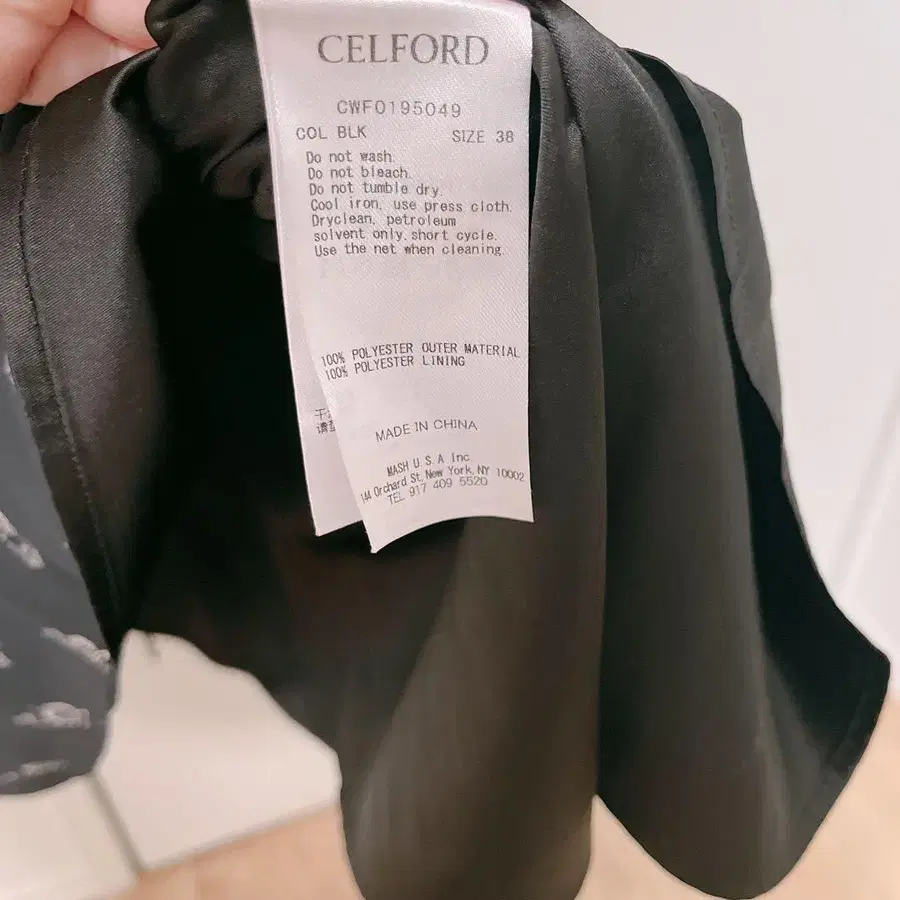 CELFORD
CWF0195049
COL BLK SIZE 38
Do not wash.
Do not bleach.
Do not tumble dry.
Cool iron, use press cloth.
Dryclean, petroleum
solvent only, short cycle.
Use the net when cleaning.
100% POLYESTER OUTER MATERIAL
100% POLYESTER LINING
干
请
MADE IN CHINA
MASH U.S.A Inc.
144 Orchard St, New York, NY 10002
TEL 917 409 5520